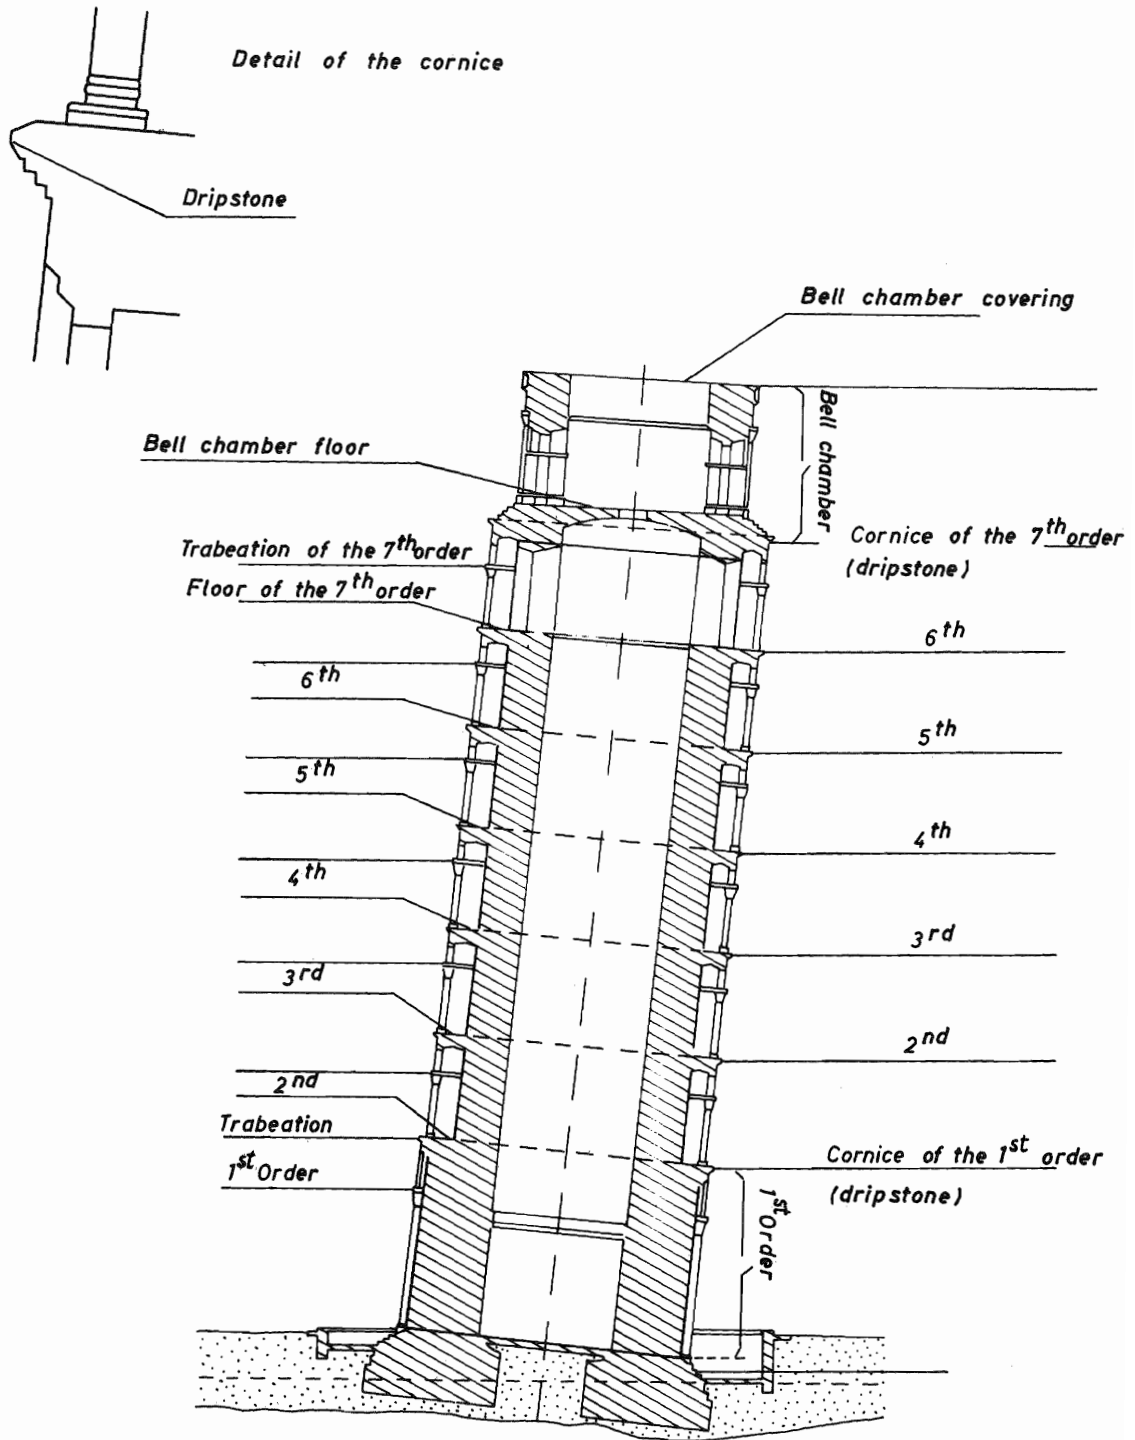 Detail of the cornice
Dripstone
Bell chamber covering
Bell chamber
Bell chamber floor
Cornice of the 7th order
(dripstone)
Trabeation of the 7th order
Floor of the 7th order
6th
6th
5th
5th
4th
4th
3rd
3rd
2nd
2nd
Trabeation
1st Order
Cornice of the 1st order
(dripstone)
1st Order